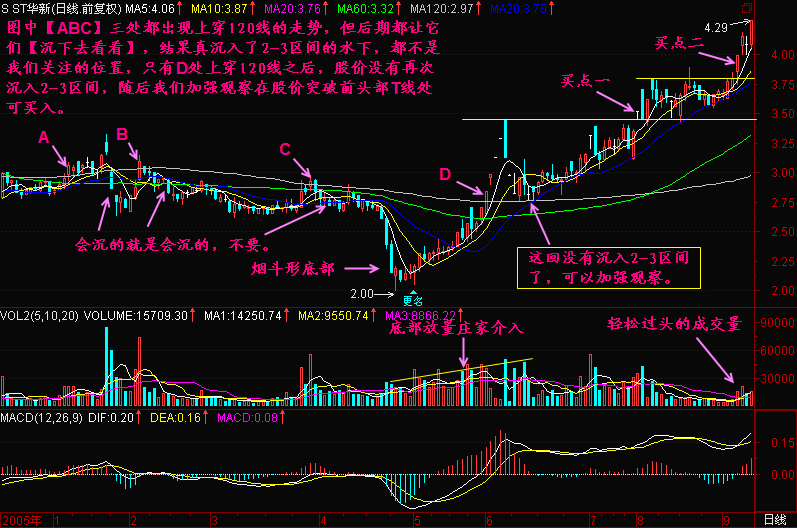 S ST华新(日线,前复权) MA5:4.06↑ MA10:3.87↑ MA20:3.76↑ MA60:3.32↑ MA120:2.97↑ MA20:3.76↑
图中【ABC】三处都出现上穿120线的走势，但后期都让它
们【沉下去看看】，结果真沉入了2-3区间的水下，都不是
我们关注的位置，只有D处上穿120线之后，股价没有再次
沉入2-3区间，随后我们加强观察在股价突破前头部T线处
可买入。
4.29
买点二
买点一
4.00
3.50
3.00
2.75
2.50
2.25
2.00
A
B
C
D
会沉的就是会沉的，不要。
烟斗形底部
这回没有沉入2-3区间
了，可以加强观察。
2.00
更名
VOL2(5,10,20) VOLUME:15709.30↑ MA1:14250.74↑ MA2:9550.74↑ MA3:8866.22↑
底部放量庄家介入
轻松过头的成交量
90000
60000
30000
MACD(12,26,9) DIF:0.20↑ DEA:0.16↑ MACD:0.08↑
0.15
0.00
2006年 1 2 3 4 5 6 7 8 9 日线